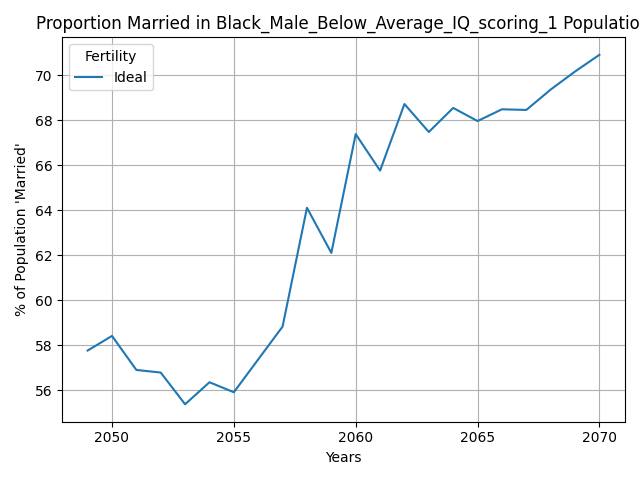 Proportion Married in Black_Male_Below_Average_IQ_scoring_1 Populatio
Fertility
Ideal
% of Population 'Married'
70
68
66
64
62
60
58
56
2050 2055 2060 2065 2070
Years